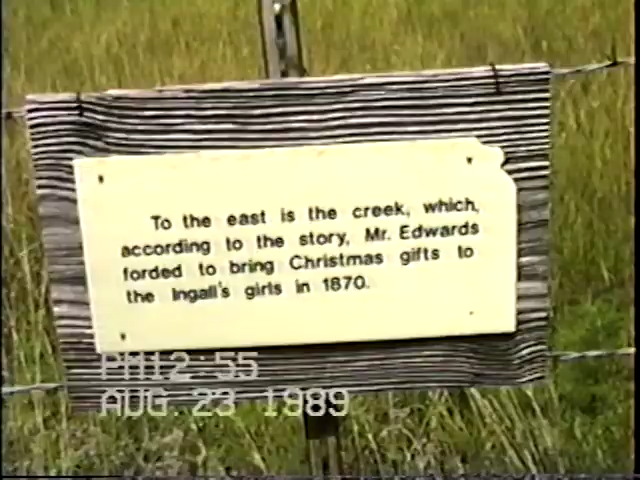 To the east is the creek, which,
according to the story, Mr. Edwards
forded to bring Christmas gifts to
the Ingall's girls in 1870.
PM12:55
AUG.23 1989